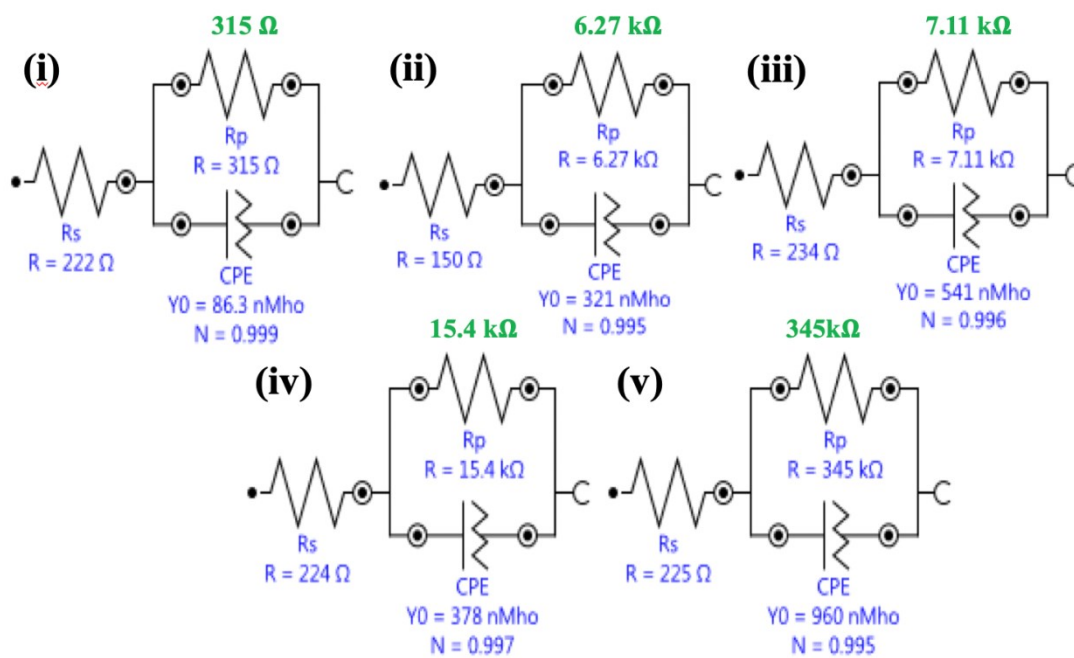 315 Ω
(i)
Rp
R = 315 Ω
Rs
R = 222 Ω
CPE
Y0 = 86.3 nMho
N = 0.999
6.27 kΩ
(ii)
Rp
R = 6.27 kΩ
Rs
R = 150 Ω
CPE
Y0 = 321 nMho
N = 0.995
7.11 kΩ
(iii)
Rp
R = 7.11 kΩ
Rs
R = 234 Ω
CPE
Y0 = 541 nMho
N = 0.996
15.4 kΩ
(iv)
Rp
R = 15.4 kΩ
Rs
R = 224 Ω
CPE
Y0 = 378 nMho
N = 0.997
345kΩ
(v)
Rp
R = 345 kΩ
Rs
R = 225 Ω
CPE
Y0 = 960 nMho
N = 0.995